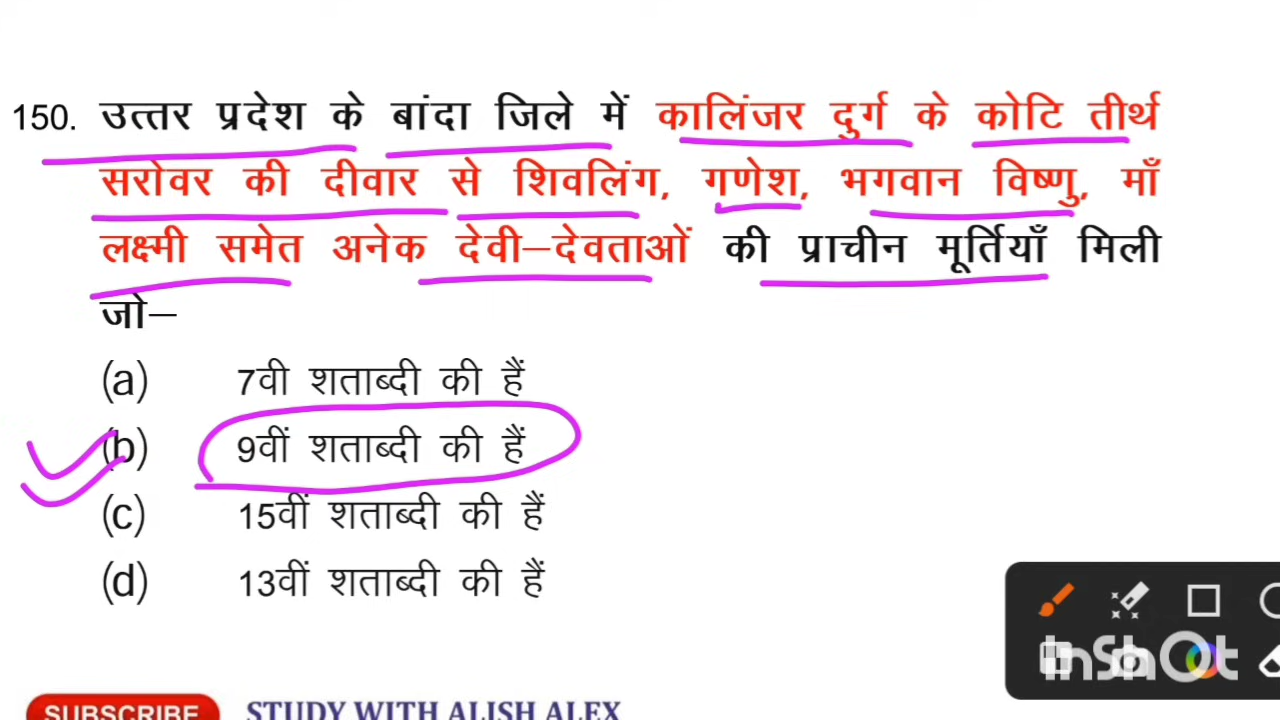 150. उत्तर प्रदेश के बांदा जिले में कालिंजर दुर्ग के कोटि तीर्थ
सरोवर की दीवार से शिवलिंग, गणेश, भगवान विष्णु, माँ
लक्ष्मी समेत अनेक देवी–देवताओं की प्राचीन मूर्तियाँ मिली
जो–
(a) 7वी शताब्दी की हैं
(b) 9वीं शताब्दी की हैं
(c) 15वीं शताब्दी की हैं
(d) 13वीं शताब्दी की हैं
InShOt
SUBSCRIBE STUDY WITH ALISH ALEX